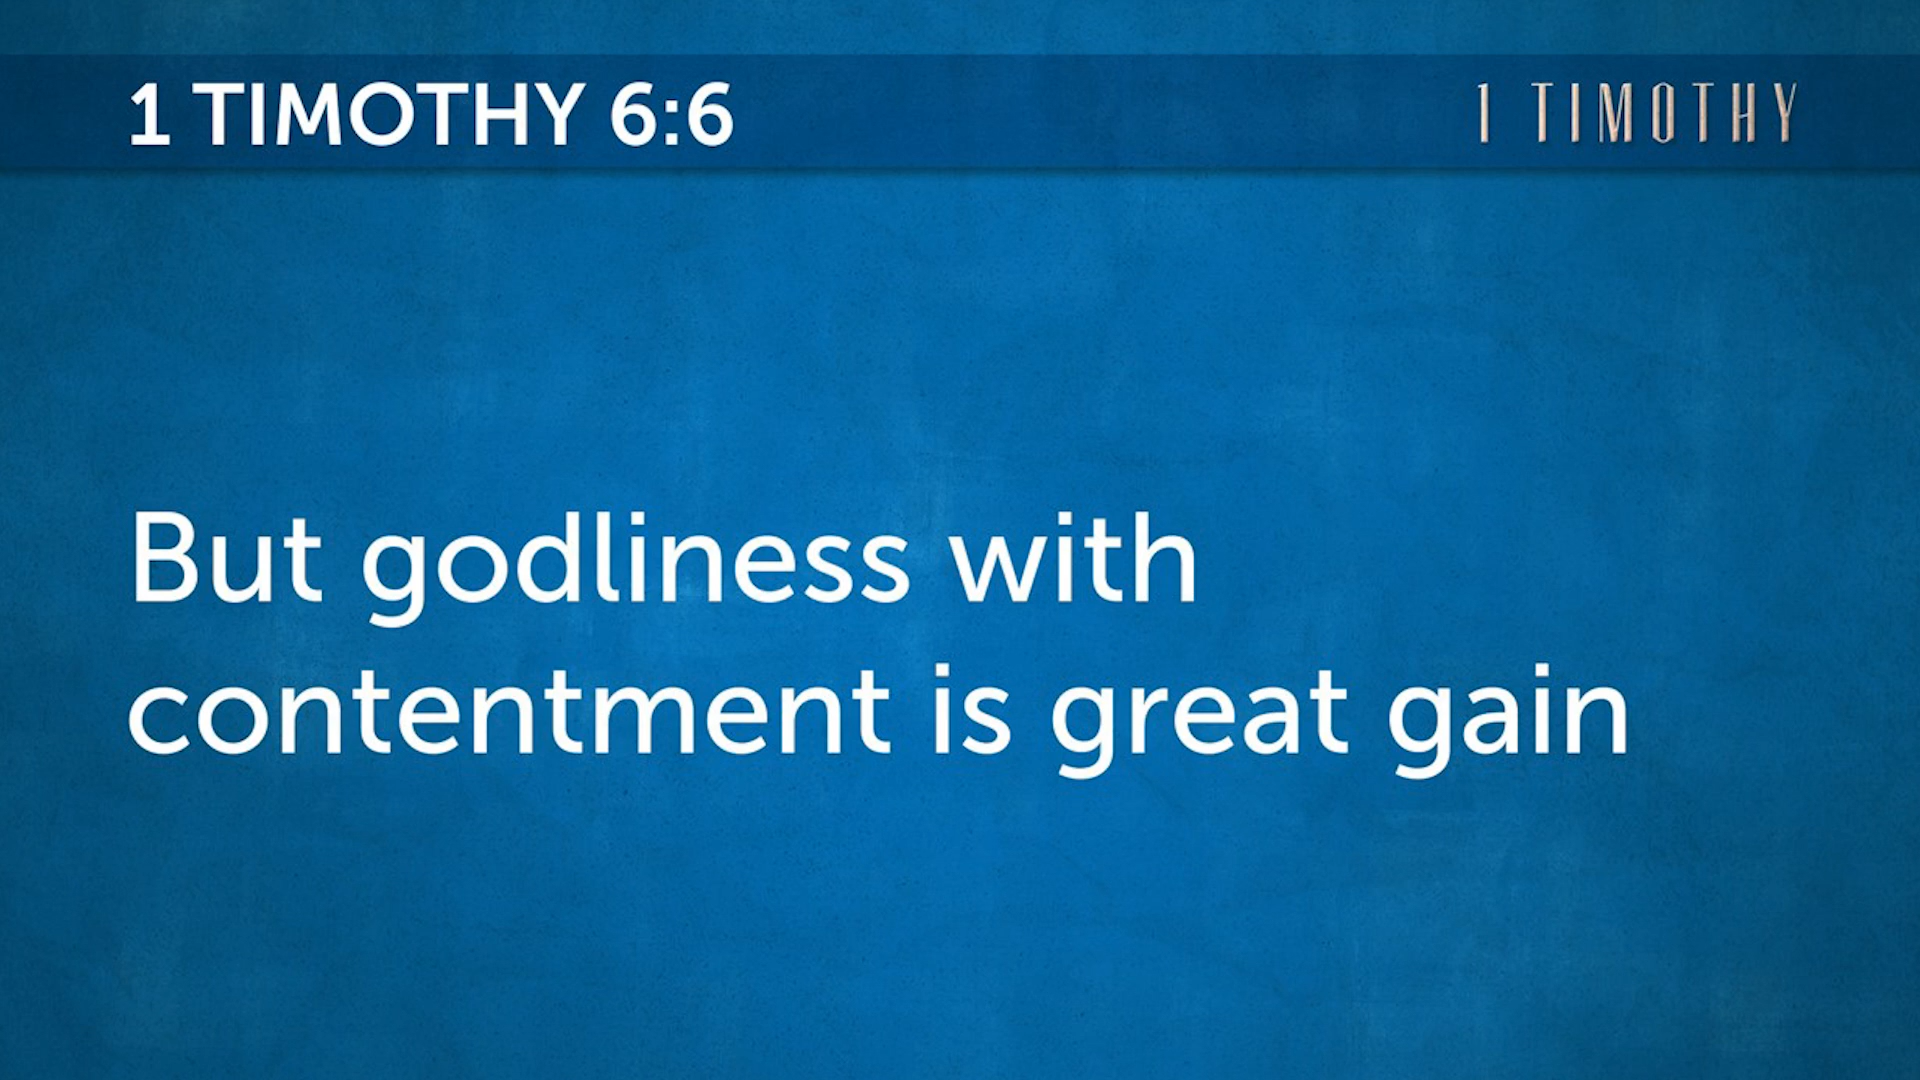 1 TIMOTHY 6:6
1 TIMOTHY
But godliness with
contentment is great gain